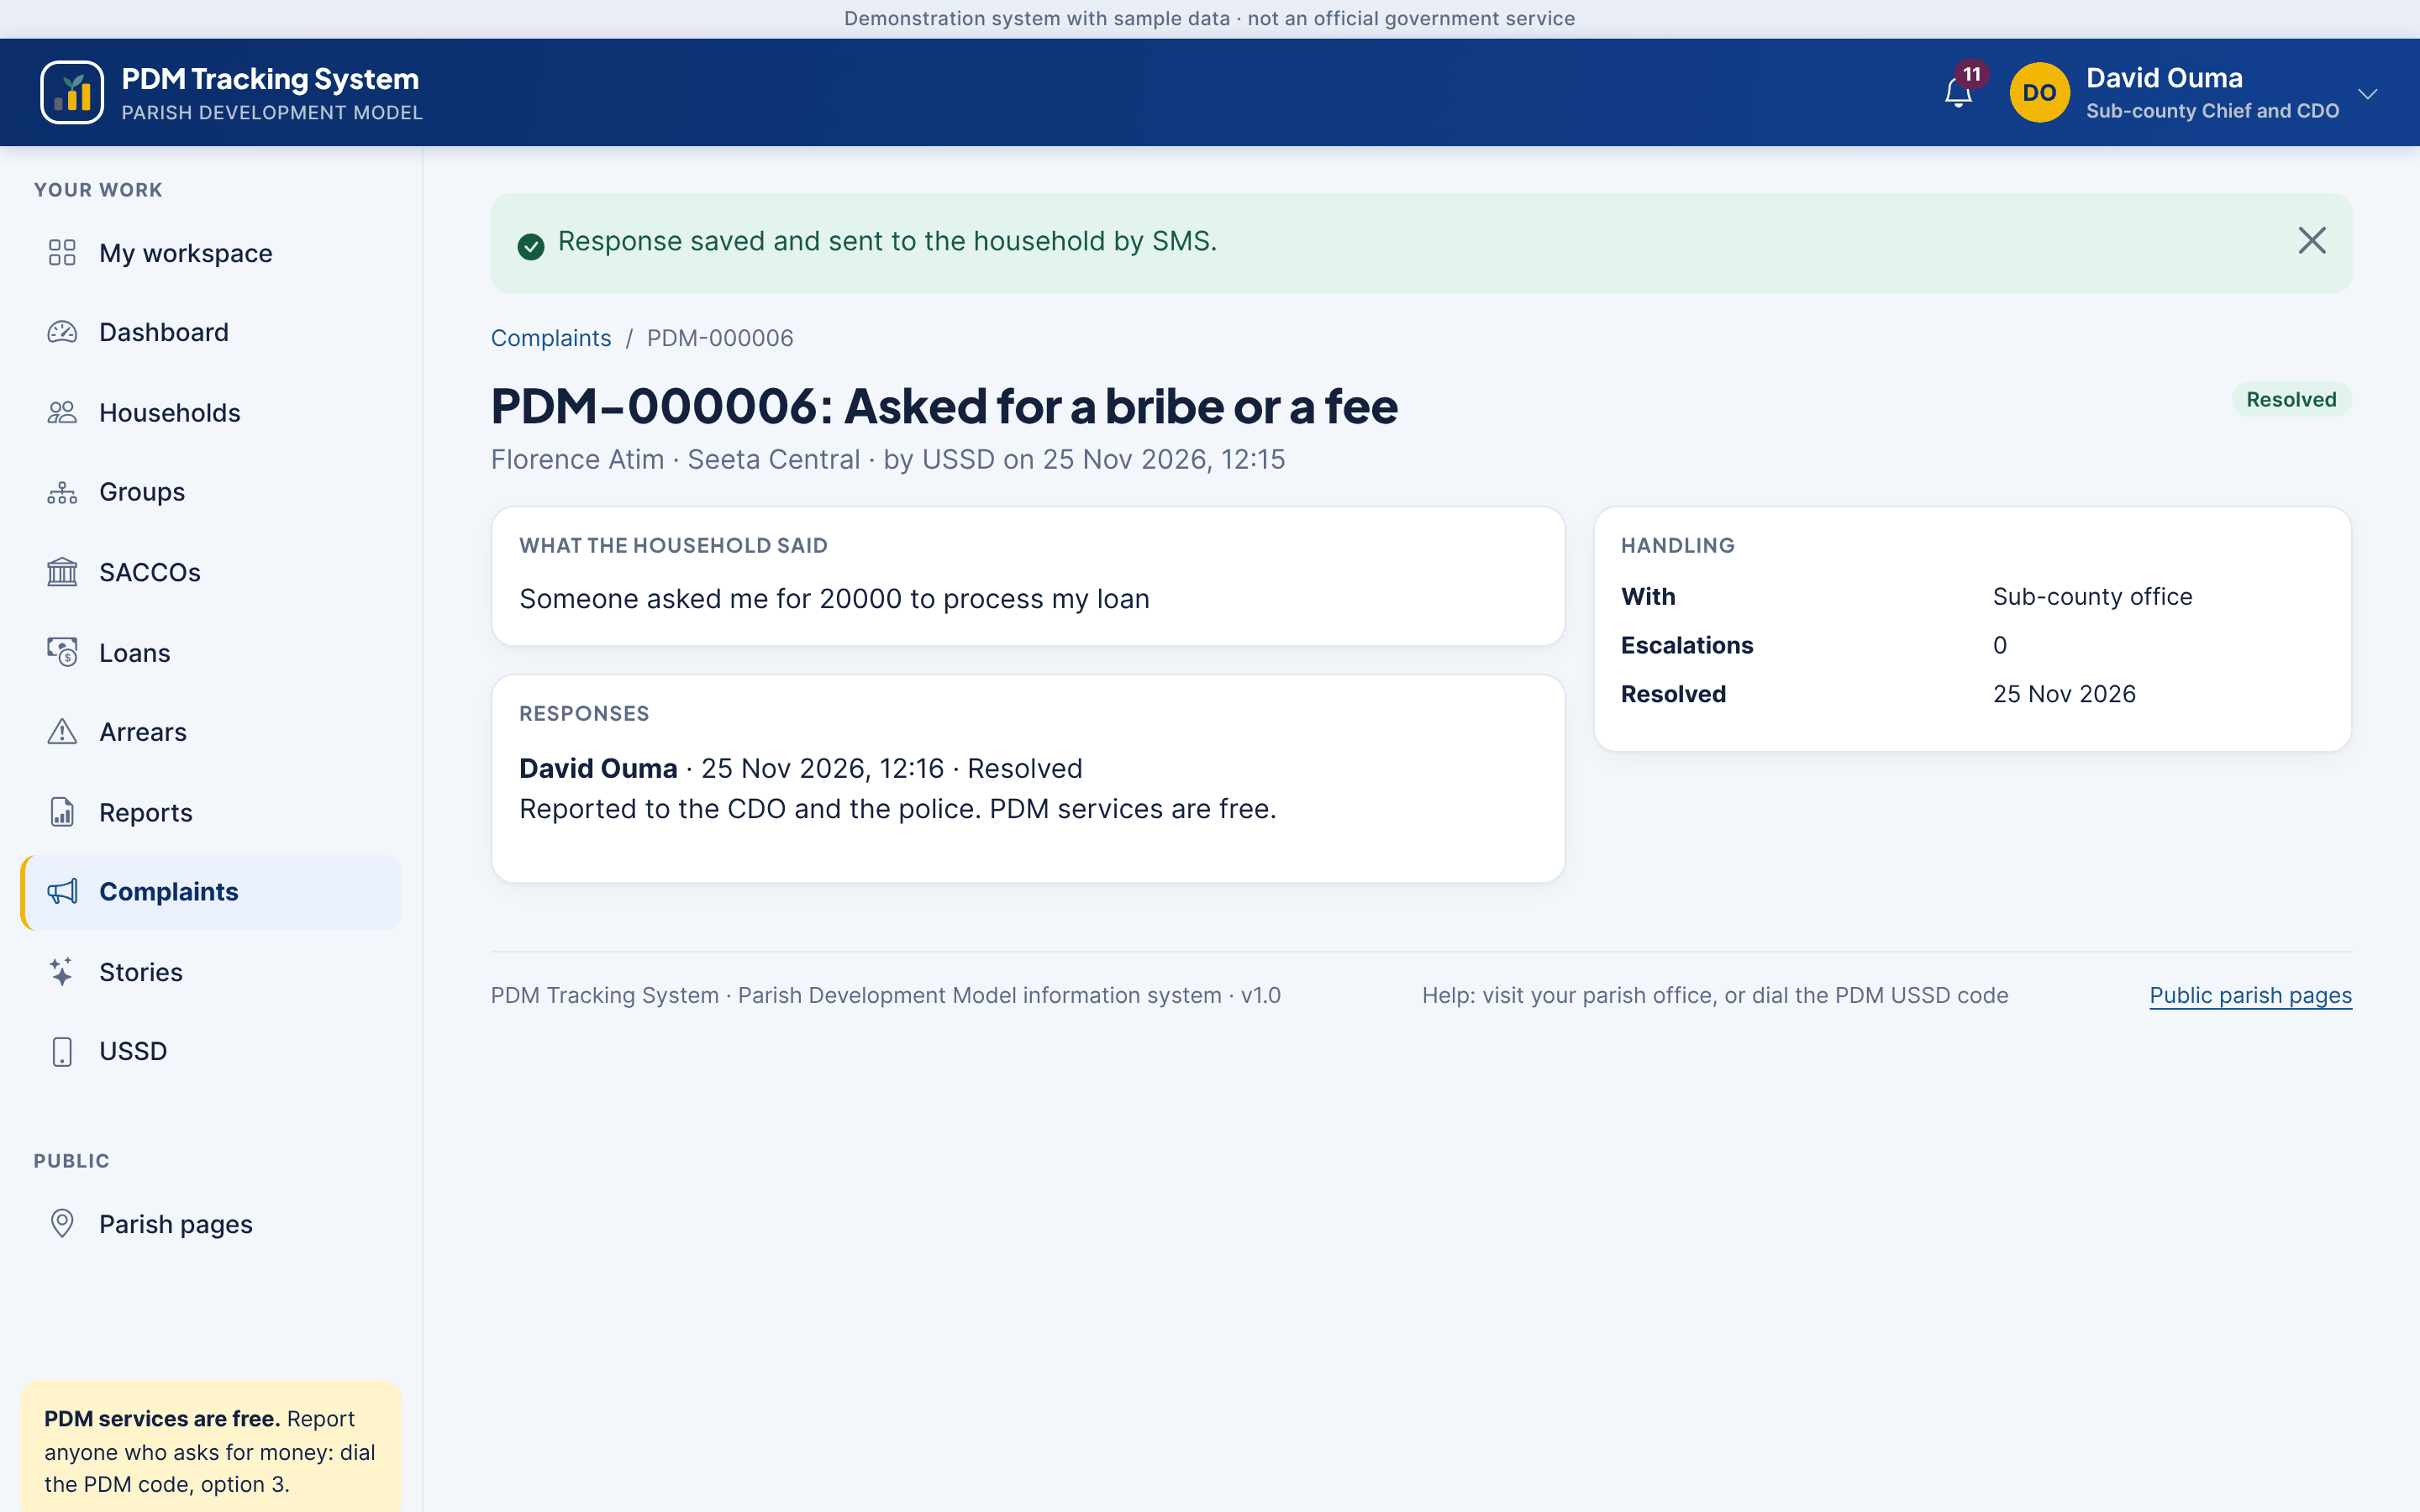 Demonstration system with sample data · not an official government service
PDM Tracking System
PARISH DEVELOPMENT MODEL
11
DO
David Ouma
Sub-county Chief and CDO
YOUR WORK
My workspace
Dashboard
Households
Groups
SACCOs
Loans
Arrears
Reports
Complaints
Stories
USSD
PUBLIC
Parish pages
PDM services are free. Report
anyone who asks for money: dial
the PDM code, option 3.
Response saved and sent to the household by SMS.
Complaints / PDM-000006
PDM-000006: Asked for a bribe or a fee
Resolved
Florence Atim · Seeta Central · by USSD on 25 Nov 2026, 12:15
WHAT THE HOUSEHOLD SAID
Someone asked me for 20000 to process my loan
RESPONSES
David Ouma · 25 Nov 2026, 12:16 · Resolved
Reported to the CDO and the police. PDM services are free.
HANDLING
With Sub-county office
Escalations 0
Resolved 25 Nov 2026
PDM Tracking System · Parish Development Model information system · v1.0
Help: visit your parish office, or dial the PDM USSD code
Public parish pages